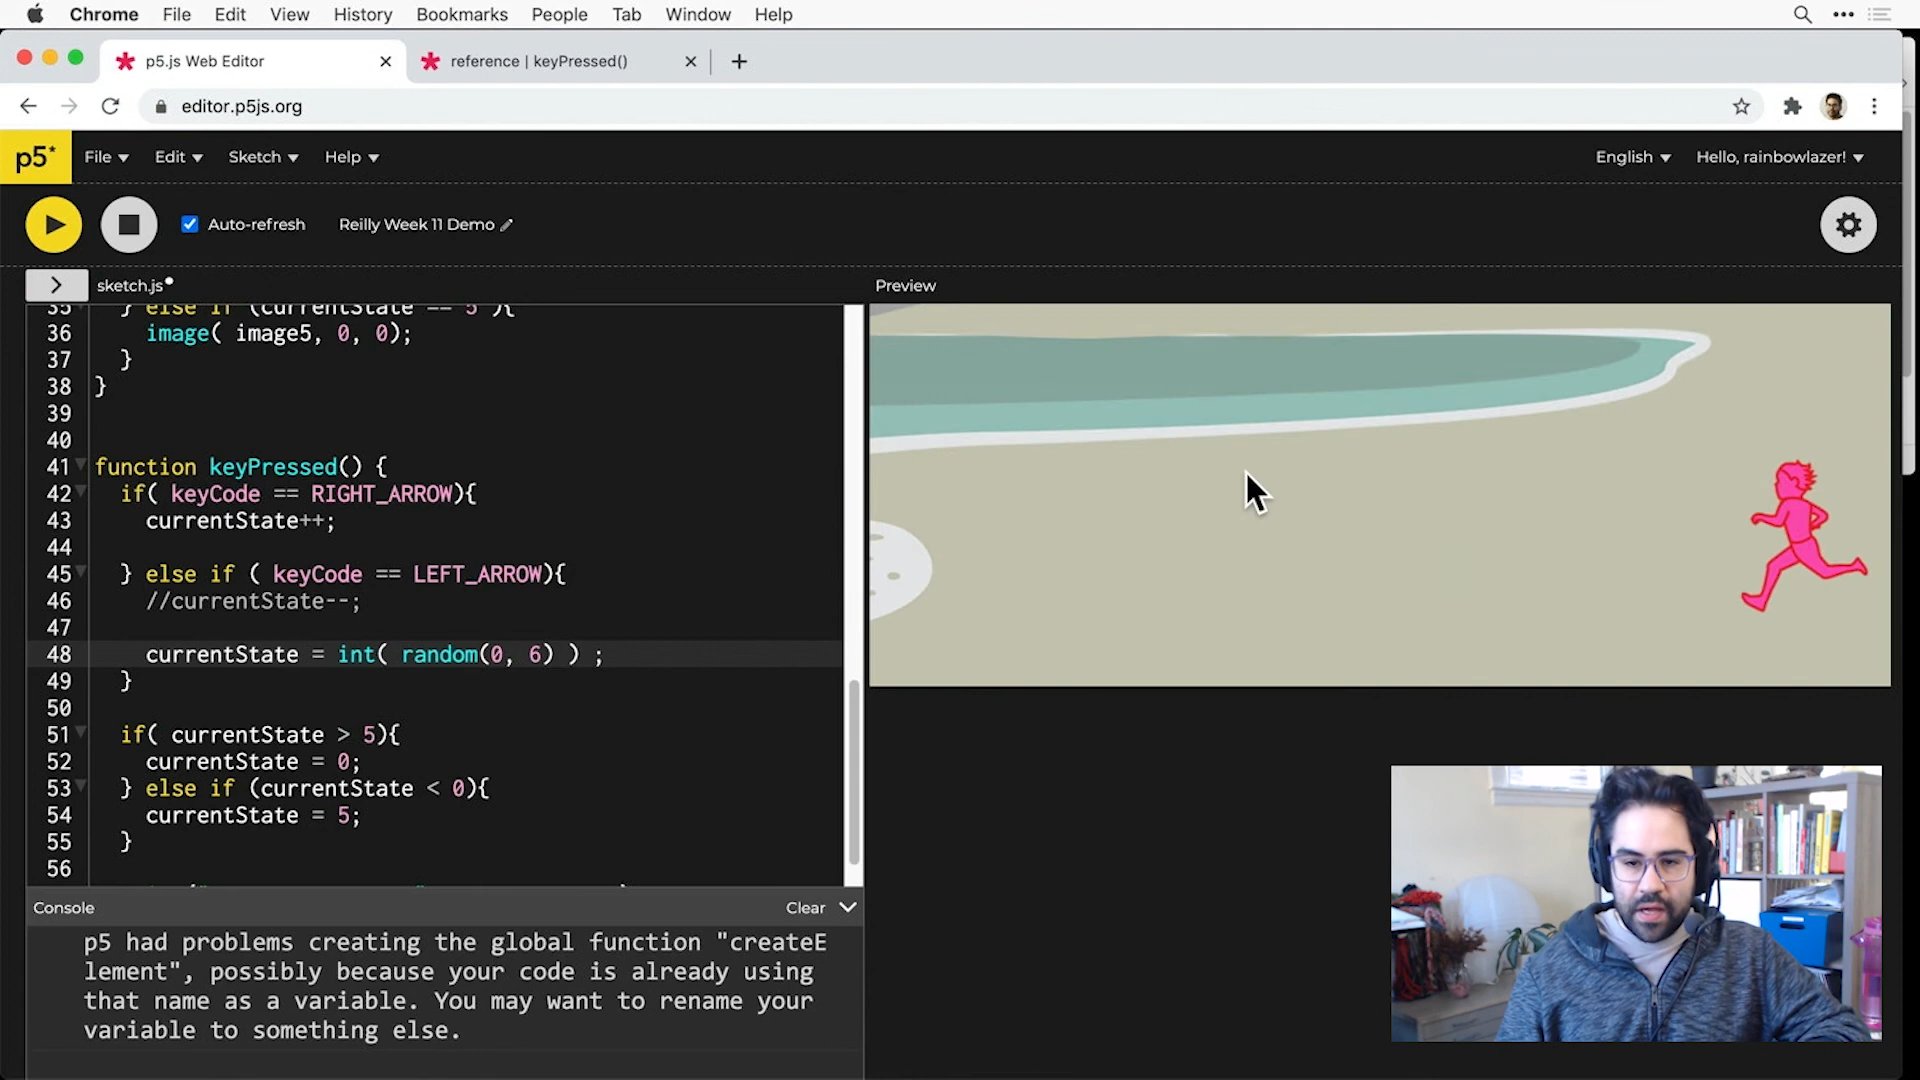 Chrome File Edit View History Bookmarks People Tab Window Help
p5.js Web Editor reference | keyPressed()
editor.p5js.org
p5* File Edit Sketch Help English Hello, rainbowlazer!
Auto-refresh Reilly Week 11 Demo
sketch.js Preview
35 } else if (currentState == 5 ){
36 image( image5, 0, 0);
37 }
38 }
39
40
41 function keyPressed() {
42 if( keyCode == RIGHT_ARROW){
43 currentState++;
44
45 } else if ( keyCode == LEFT_ARROW){
46 //currentState--;
47
48 currentState = int( random(0, 6) ) ;
49 }
50
51 if( currentState > 5){
52 currentState = 0;
53 } else if (currentState < 0){
54 currentState = 5;
55 }
56
Console Clear
p5 had problems creating the global function "createE
lement", possibly because your code is already using
that name as a variable. You may want to rename your
variable to something else.